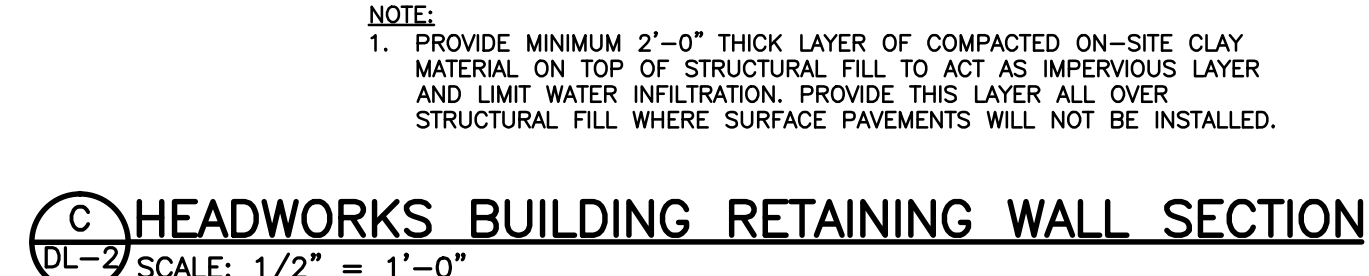 NOTE:
1. PROVIDE MINIMUM 2'-0" THICK LAYER OF COMPACTED ON-SITE CLAY
MATERIAL ON TOP OF STRUCTURAL FILL TO ACT AS IMPERVIOUS LAYER
AND LIMIT WATER INFILTRATION. PROVIDE THIS LAYER ALL OVER
STRUCTURAL FILL WHERE SURFACE PAVEMENTS WILL NOT BE INSTALLED.
C
HEADWORKS BUILDING RETAINING WALL SECTION
DL-2
SCALE: 1/2" = 1'-0"